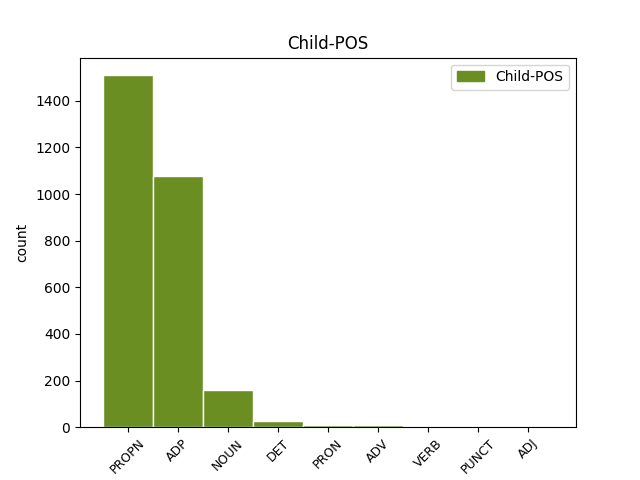 Child-POS
Child-POS
count
1400
1200
1000
800
600
400
200
0
PROPN ADP NOUN DET PRON ADV VERB PUNCT ADJ